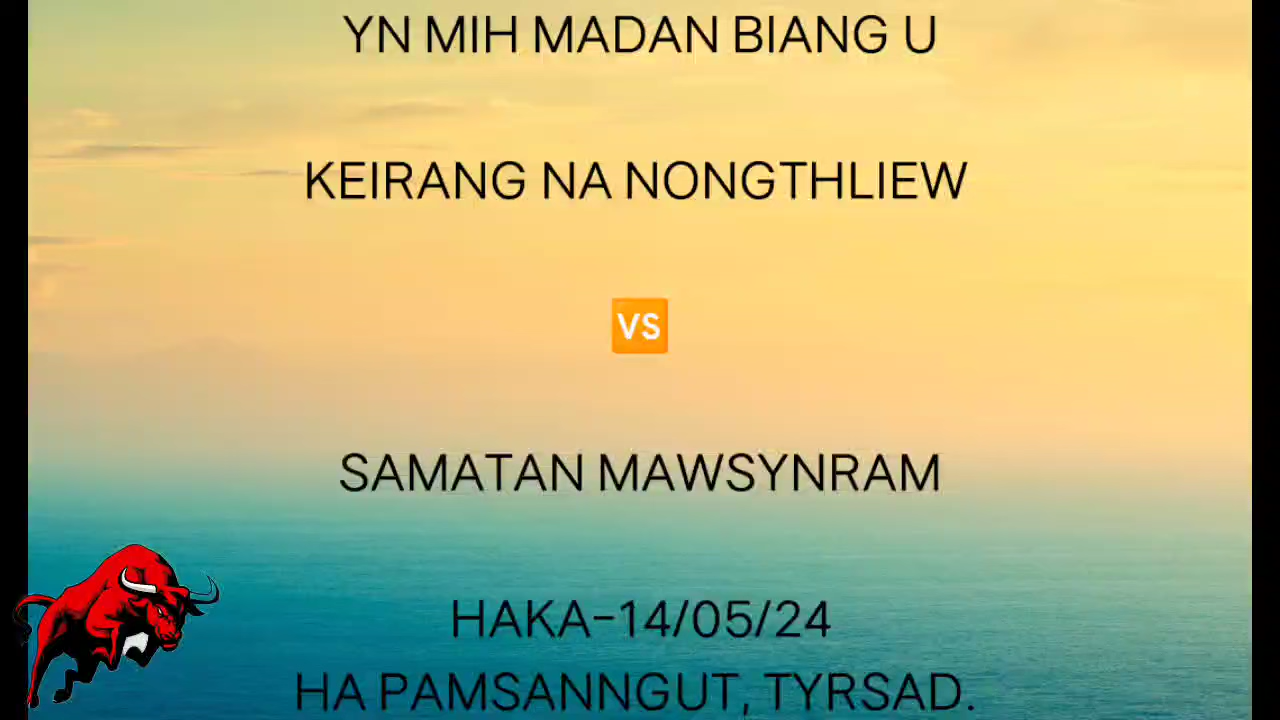 YN MIH MADAN BIANG U
KEIRANG NA NONGTHLIEW
VS
SAMATAN MAWSYNRAM
HAKA-14/05/24
HA PAMSANNGUT, TYRSAD.